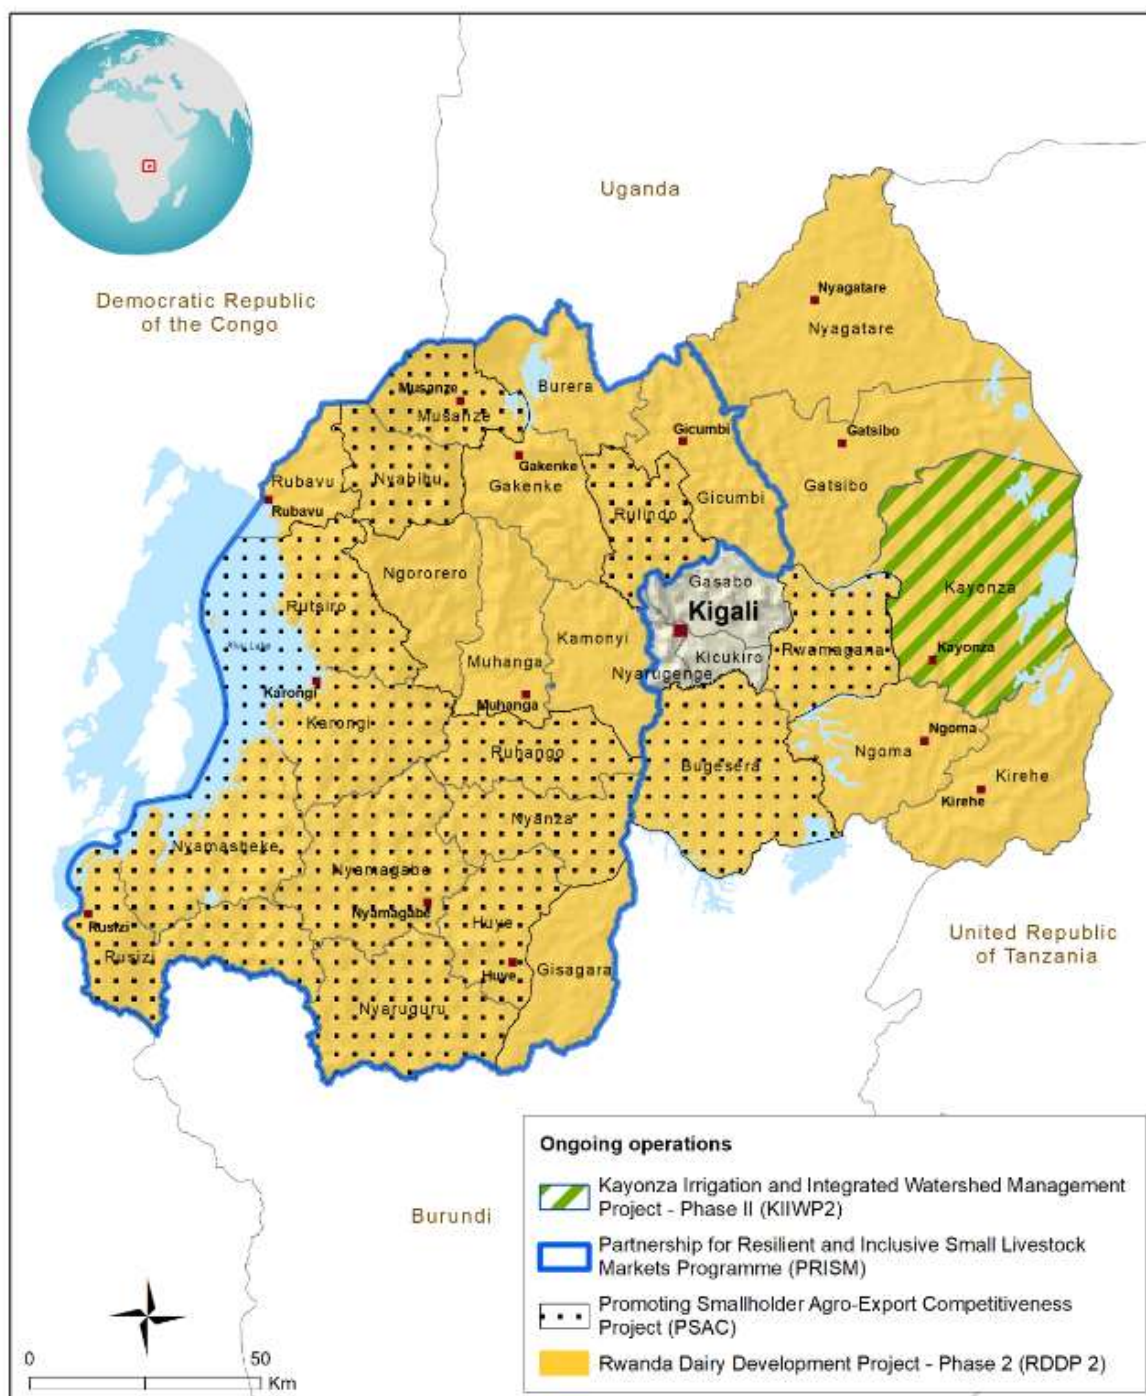 Uganda
Democratic Republic
of the Congo
Nyagatare
Nyagatare
Musanze
Musanze
Burera
Gicumbi
Gatsibo
Gakenke
Gakenke
Rubavu
Nyabihu
Gatsibo
Rubavu
Rulindo
Gicumbi
Ngororero
Gasabo
Kayonza
Rutsiro
Kigali
Kamonyi
Kivu Lake
Muhanga
Kicukiro
Rwamagana
Kayonza
Nyarugenge
Karongi
Muhanga
Karongi
Ruhango
Ngoma
Ngoma
Bugesera
Kirehe
Kirehe
Nyanza
Nyamasheke
Nyamagabe
Nyamagabe
Huye
Rusizi
Rusizi
Huye
Gisagara
United Republic
of Tanzania
Nyaruguru
Burundi
Ongoing operations
Kayonza Irrigation and Integrated Watershed Management
Project - Phase II (KIIWP2)
Partnership for Resilient and Inclusive Small Livestock
Markets Programme (PRISM)
Promoting Smallholder Agro-Export Competitiveness
Project (PSAC)
Rwanda Dairy Development Project - Phase 2 (RDDP 2)
0 50
Km